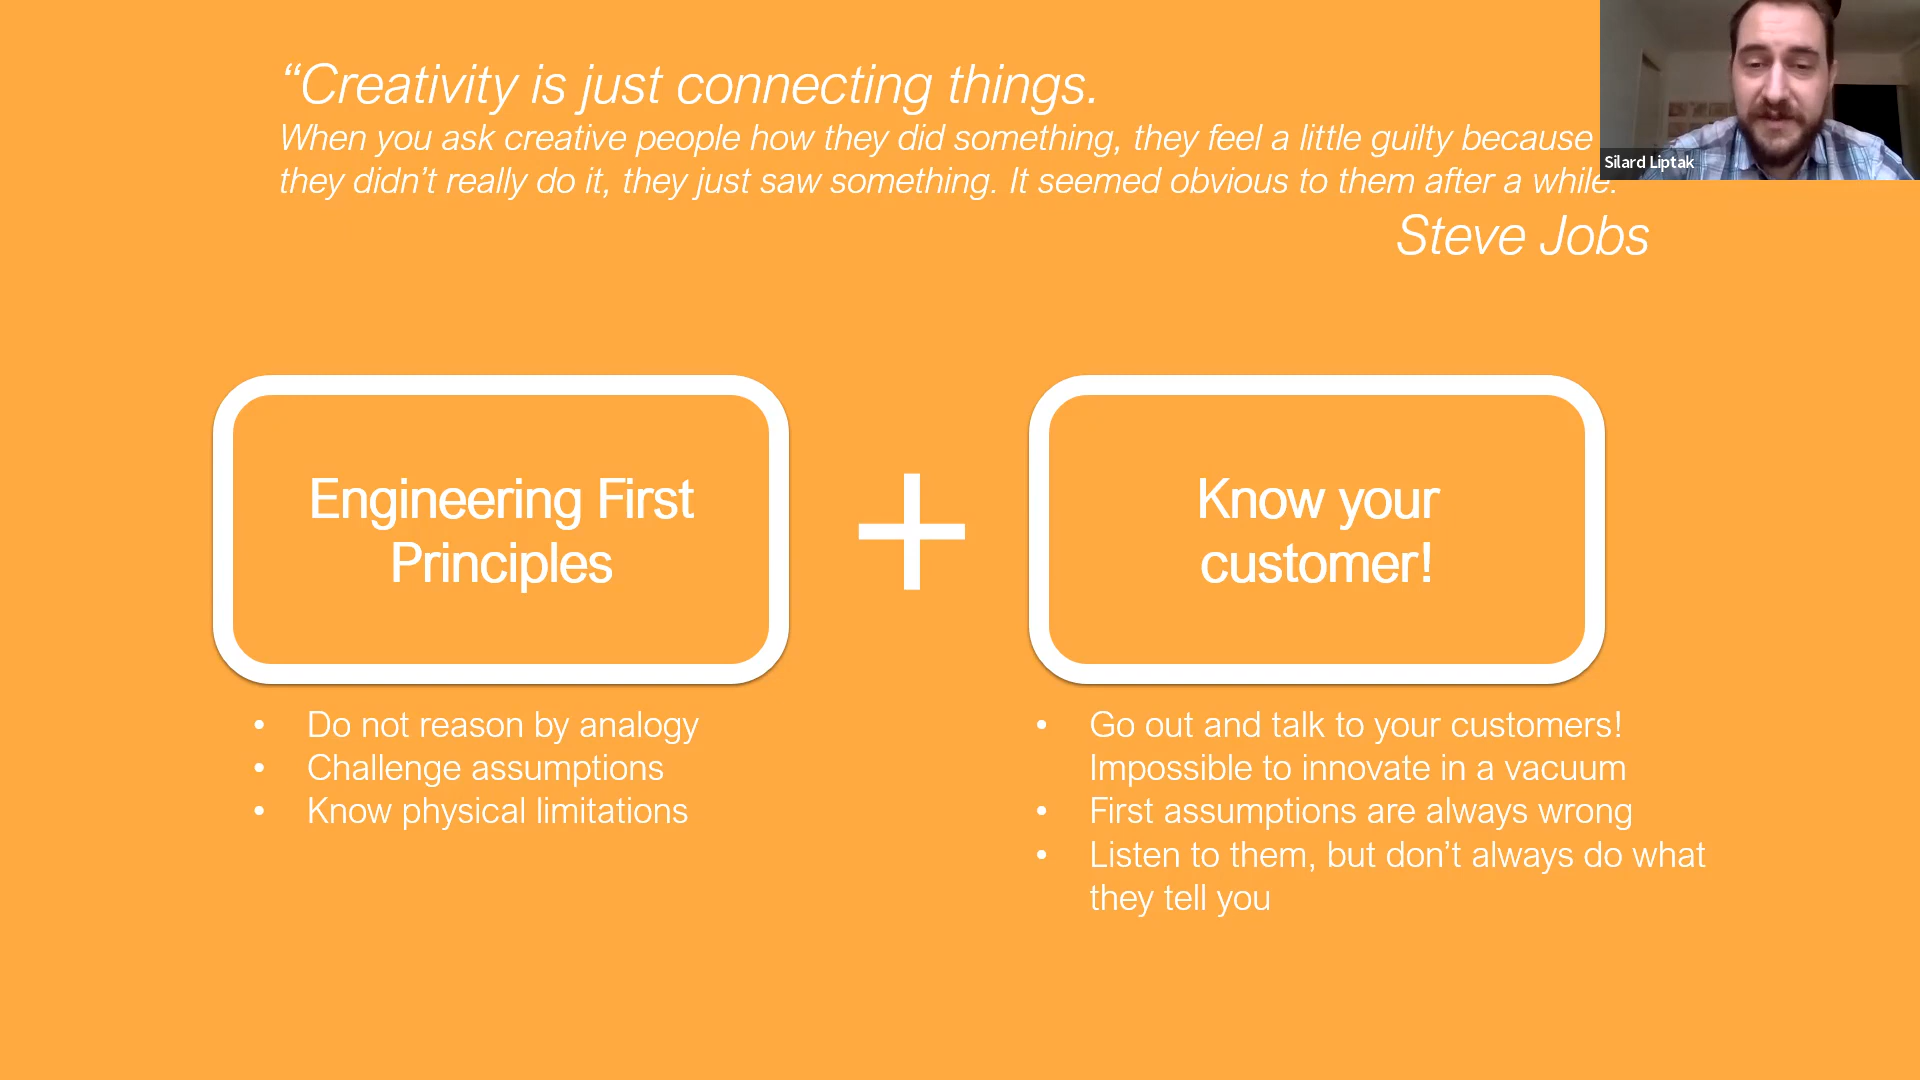 “Creativity is just connecting things.
When you ask creative people how they did something, they feel a little guilty because
they didn’t really do it, they just saw something. It seemed obvious to them after a while.
Steve Jobs
Silard Liptak
Engineering First
Principles
+
Know your
customer!
• Do not reason by analogy
• Challenge assumptions
• Know physical limitations
• Go out and talk to your customers!
Impossible to innovate in a vacuum
• First assumptions are always wrong
• Listen to them, but don’t always do what
they tell you